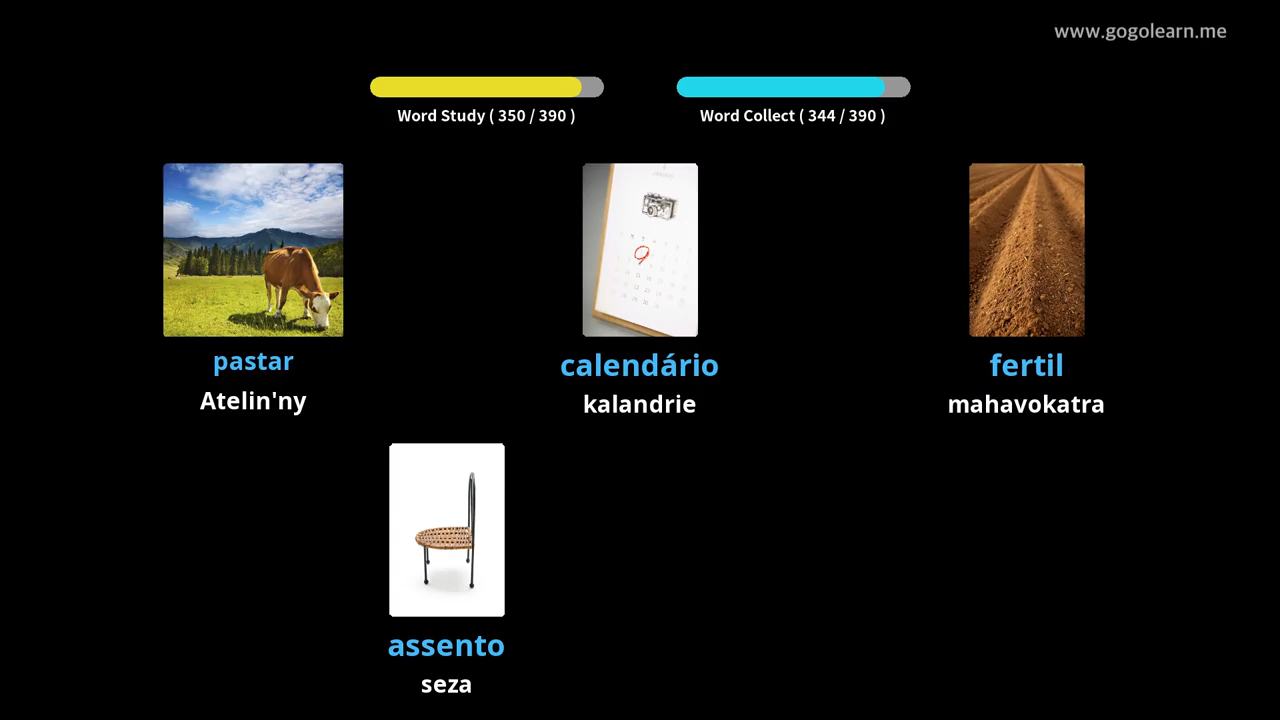 www.gogolearn.me
Word Study ( 350 / 390 )
Word Collect ( 344 / 390 )
pastar
Atelin'ny
calendário
kalandrie
fertil
mahavokatra
assento
seza